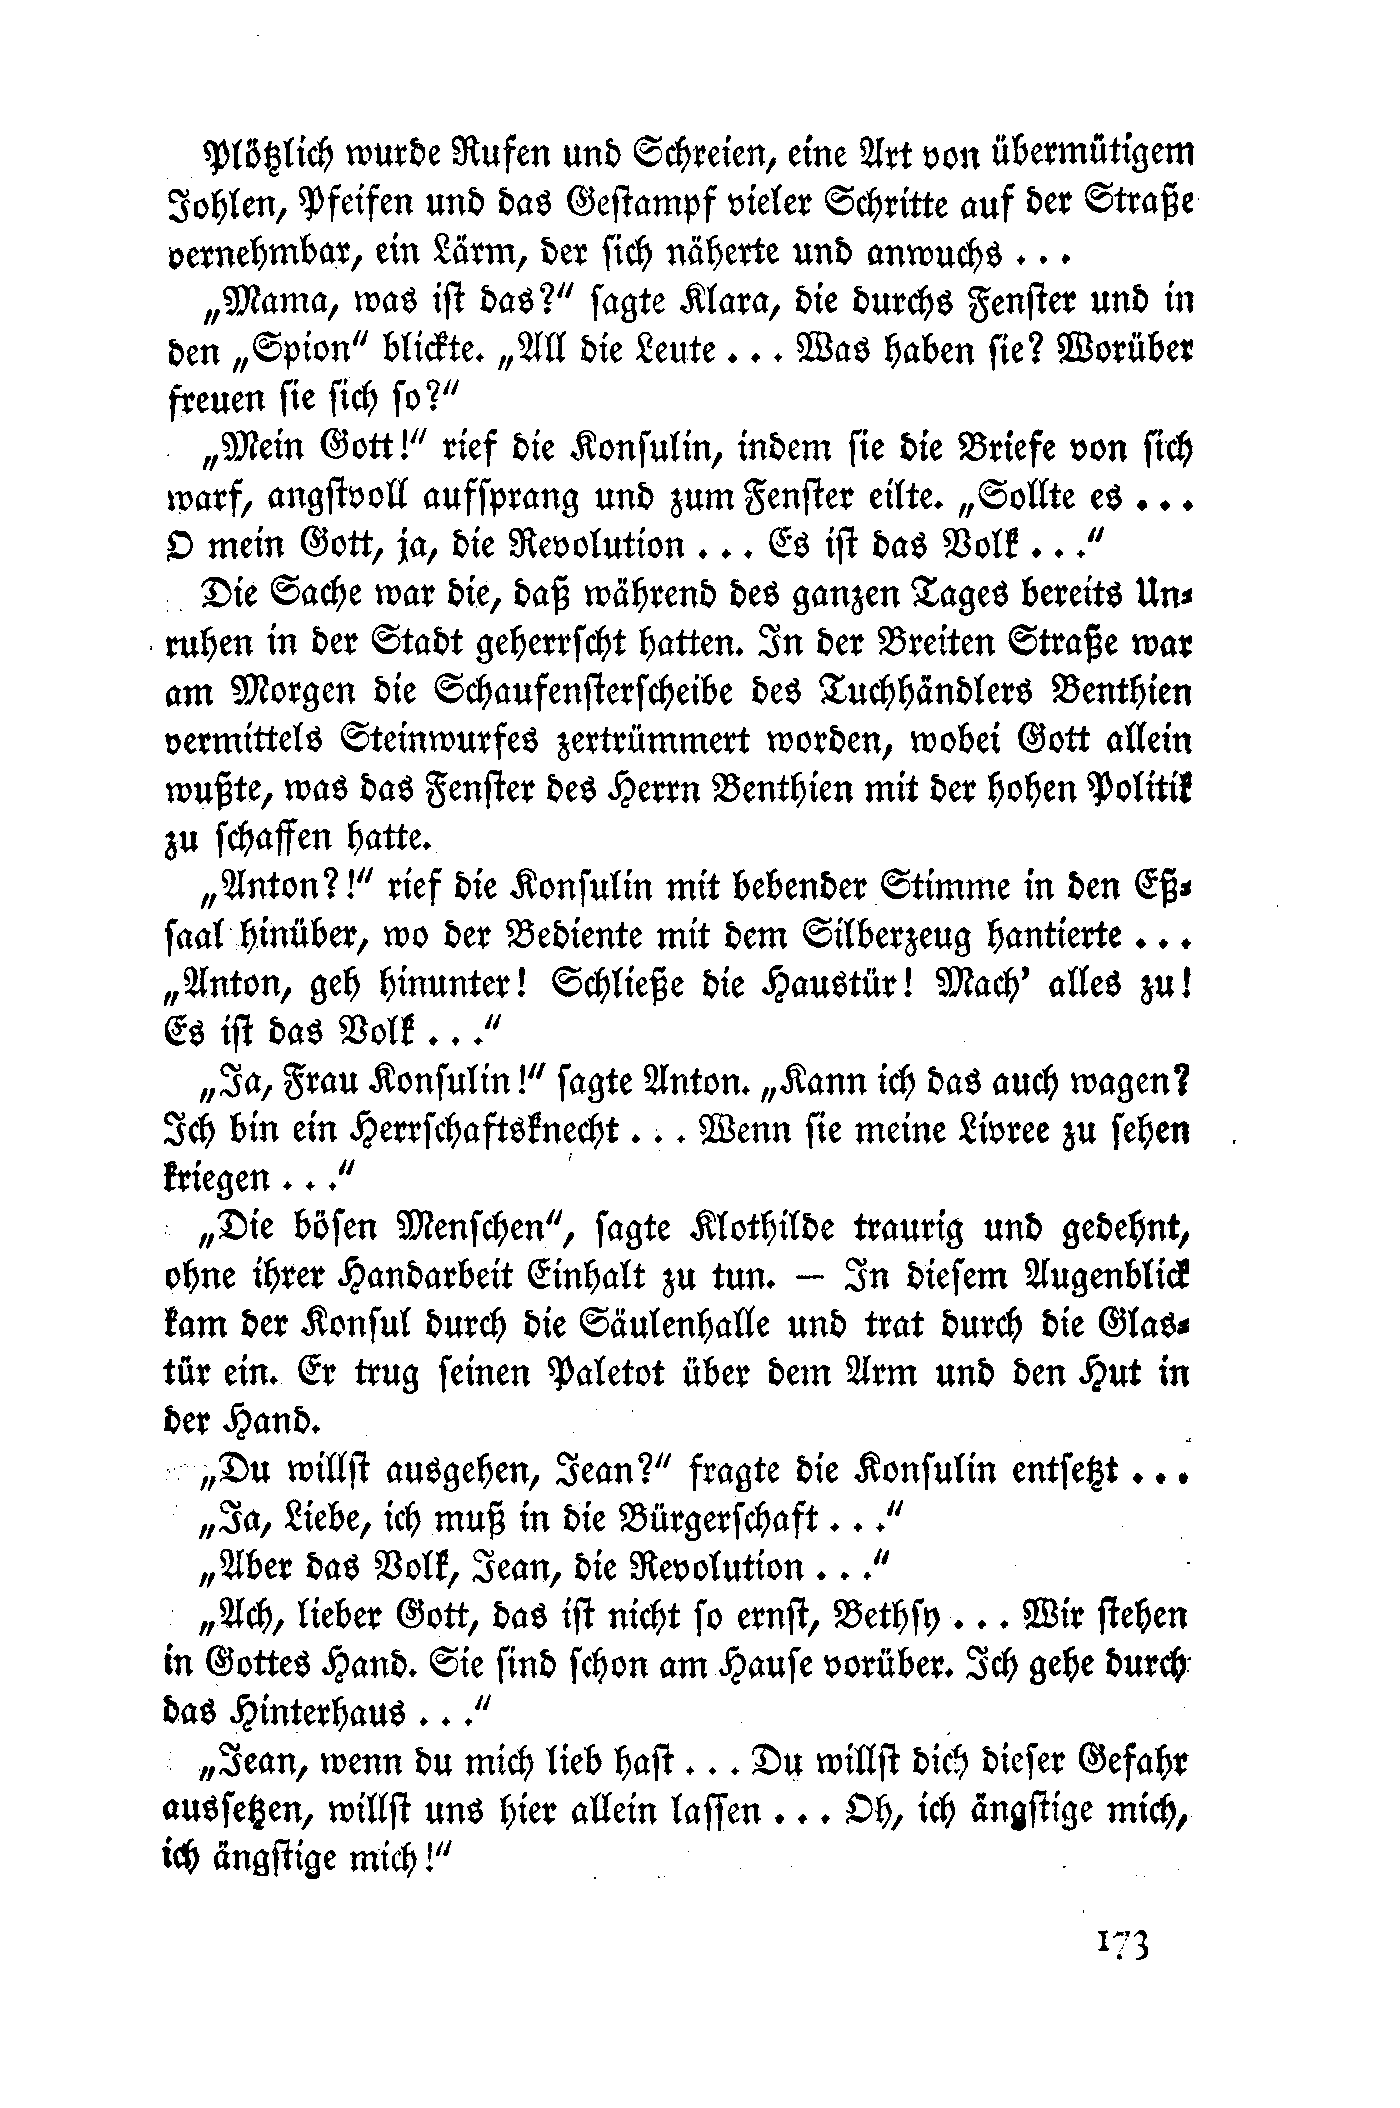 Plötzlich wurde Rufen und Schreien, eine Art von übermütigem
Johlen, Pfeifen und das Gestampf vieler Schritte auf der Straße
vernehmbar, ein Lärm, der sich näherte und anwuchs . . .
„Mama, was ist das?“ sagte Klara, die durchs Fenster und in
den „Spion“ blickte. „All die Leute . . . Was haben sie? Worüber
freuen sie sich so?“
„Mein Gott!“ rief die Konsulin, indem sie die Briefe von sich
warf, angstvoll aufsprang und zum Fenster eilte. „Sollte es . . .
O mein Gott, ja, die Revolution . . . Es ist das Volk . . .“
Die Sache war die, daß während des ganzen Tages bereits Un-
ruhen in der Stadt geherrscht hatten. In der Breiten Straße war
am Morgen die Schaufensterscheibe des Tuchhändlers Benthien
vermittels Steinwurfes zertrümmert worden, wobei Gott allein
wußte, was das Fenster des Herrn Benthien mit der hohen Politik
zu schaffen hatte.
„Anton?!“ rief die Konsulin mit bebender Stimme in den Eß-
saal hinüber, wo der Bediente mit dem Silberzeug hantierte . . .
„Anton, geh hinunter! Schließe die Haustür! Mach’ alles zu!
Es ist das Volk . . .“
„Ja, Frau Konsulin!“ sagte Anton. „Kann ich das auch wagen?
Ich bin ein Herrschaftsknecht . . . Wenn sie meine Livree zu sehen
kriegen . . .“
„Die bösen Menschen“, sagte Klothilde traurig und gedehnt,
ohne ihrer Handarbeit Einhalt zu tun. — In diesem Augenblick
kam der Konsul durch die Säulenhalle und trat durch die Glas-
tür ein. Er trug seinen Paletot über dem Arm und den Hut in
der Hand.
„Du willst ausgehen, Jean?“ fragte die Konsulin entsetzt . . .
„Ja, Liebe, ich muß in die Bürgerschaft . . .“
„Aber das Volk, Jean, die Revolution . . .“
„Ach, lieber Gott, das ist nicht so ernst, Bethsy . . . Wir stehen
in Gottes Hand. Sie sind schon am Hause vorüber. Ich gehe durch
das Hinterhaus . . .“
„Jean, wenn du mich lieb hast . . . Du willst dich dieser Gefahr
aussetzen, willst uns hier allein lassen . . . Oh, ich ängstige mich,
ich ängstige mich!“
173